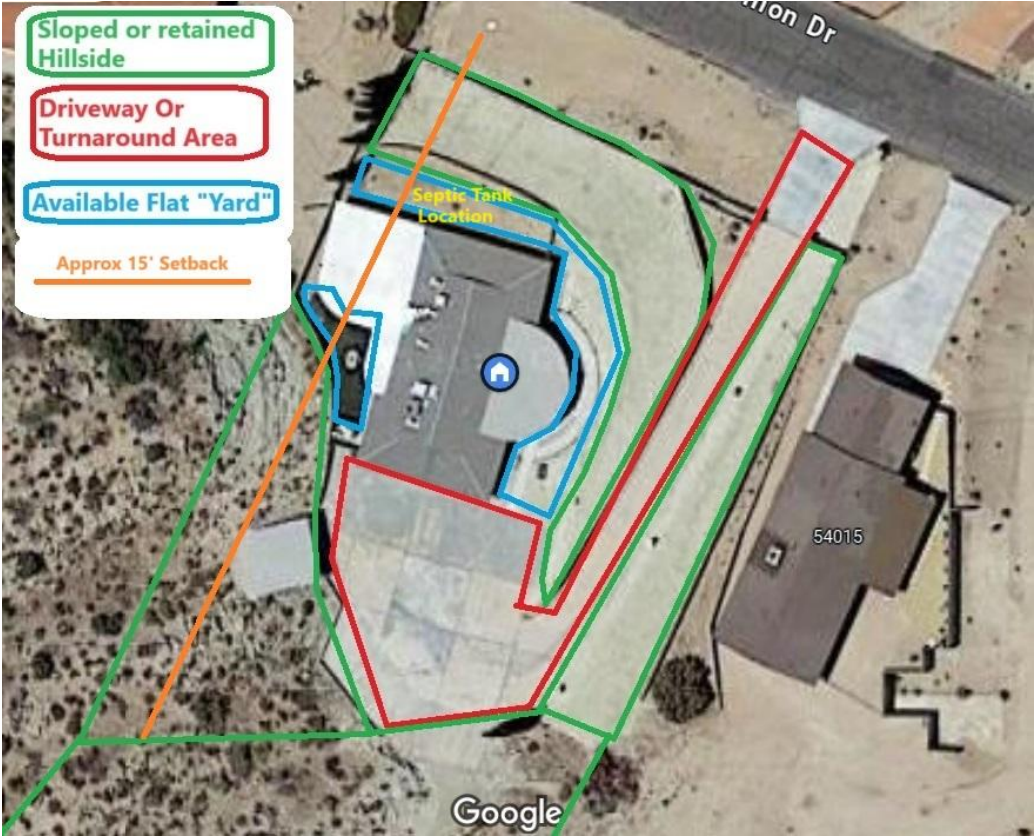 Sloped or retained
Hillside
Driveway Or
Turnaround Area
Available Flat "Yard"
Approx 15' Setback
Septic Tank
Location
Dr
54015
Google